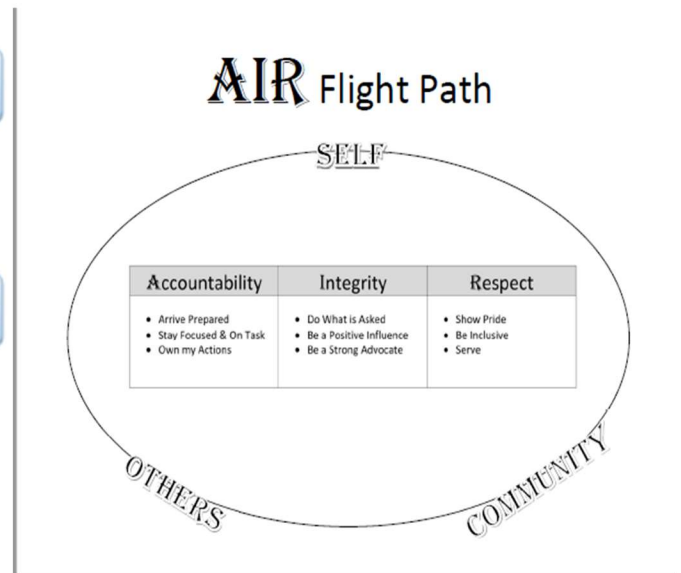 AIR Flight Path
SELF
Accountability Integrity Respect
• Arrive Prepared
• Stay Focused & On Task
• Own my Actions
• Do What is Asked
• Be a Positive Influence
• Be a Strong Advocate
• Show Pride
• Be Inclusive
• Serve
OTHERS
COMMUNITY